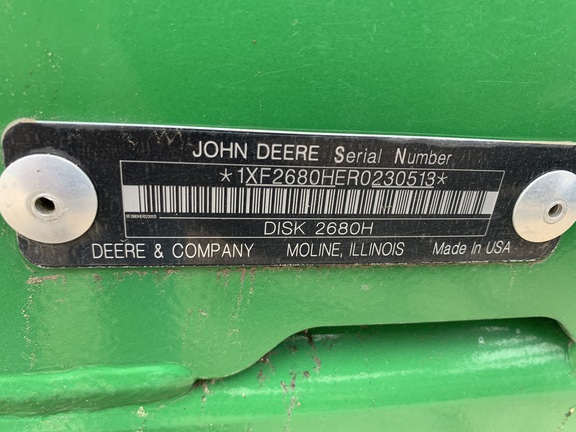 JOHN DEERE Serial Number
*1XF2680HER0230513*
DISK 2680H
DEERE & COMPANY MOLINE, ILLINOIS Made In USA